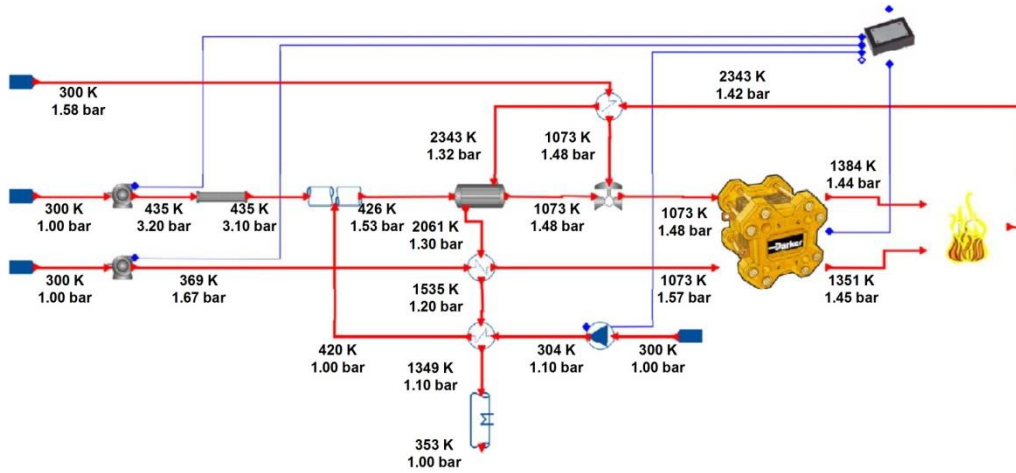 300 K
1.58 bar
2343 K
1.42 bar
2343 K
1.32 bar
1073 K
1.48 bar
1384 K
1.44 bar
300 K
1.00 bar
435 K
3.20 bar
435 K
3.10 bar
426 K
1.53 bar
1073 K
1.48 bar
1073 K
1.48 bar
Parker
2061 K
1.30 bar
300 K
1.00 bar
369 K
1.67 bar
1073 K
1.57 bar
1351 K
1.45 bar
1535 K
1.20 bar
420 K
1.00 bar
304 K
1.10 bar
300 K
1.00 bar
1349 K
1.10 bar
M
353 K
1.00 bar